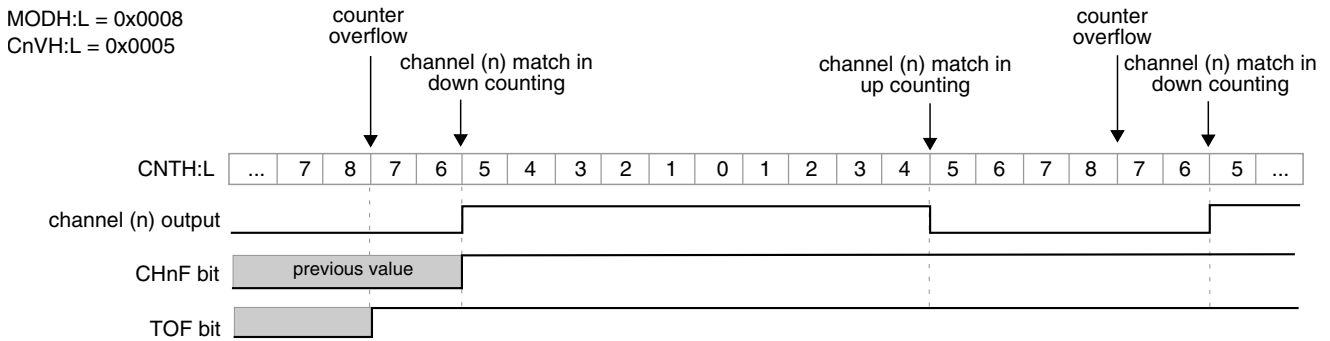 MODH:L = 0x0008
CnVH:L = 0x0005
counter
overflow
channel (n) match in
down counting
channel (n) match in
up counting
counter
overflow
channel (n) match in
down counting
CNTH:L ... 7 8 7 6 5 4 3 2 1 0 1 2 3 4 5 6 7 8 7 6 5 ...
channel (n) output
CHnF bit previous value
TOF bit